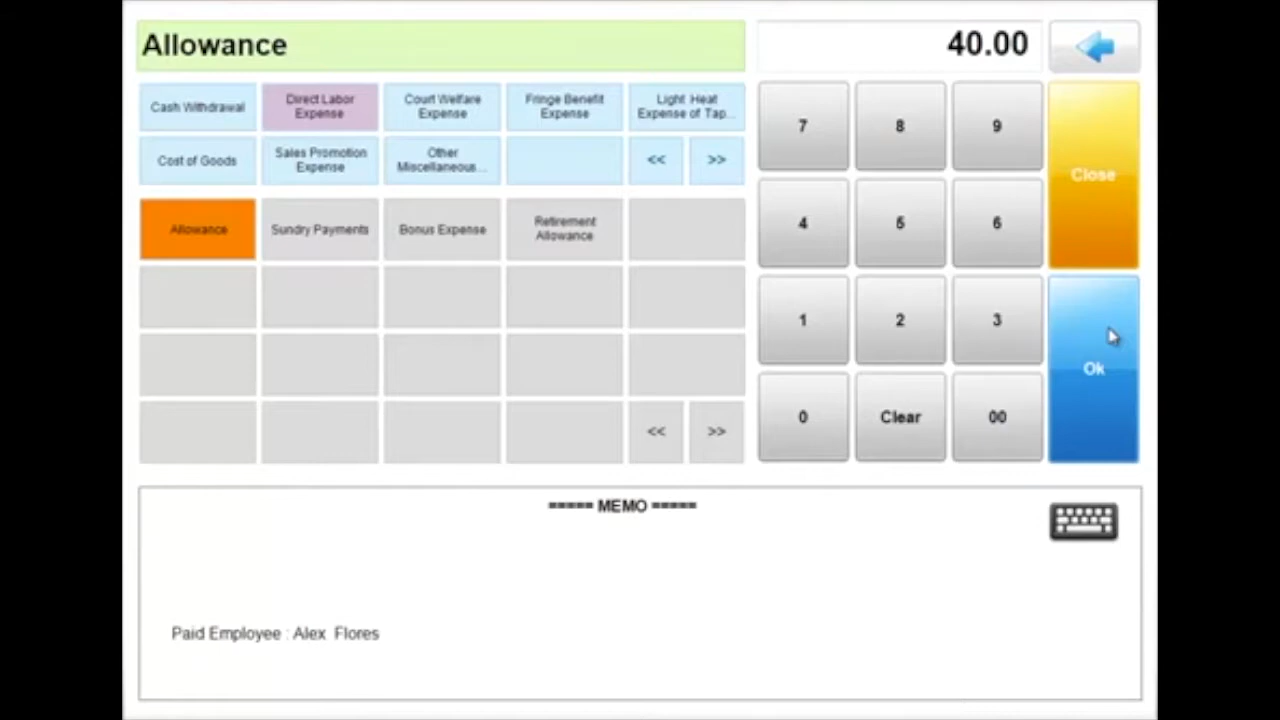 Allowance
40.00
Cash Withdrawal
Direct Labor
Expense
Court Welfare
Expense
Fringe Benefit
Expense
Light Heat
Expense of Tap...
Cost of Goods
Sales Promotion
Expense
Other
Miscellaneous...
<<
>>
Allowance
Sundry Payments
Bonus Expense
Retirement
Allowance
<<
>>
7
8
9
Close
4
5
6
1
2
3
Ok
0
Clear
00
===== MEMO =====
Paid Employee : Alex Flores